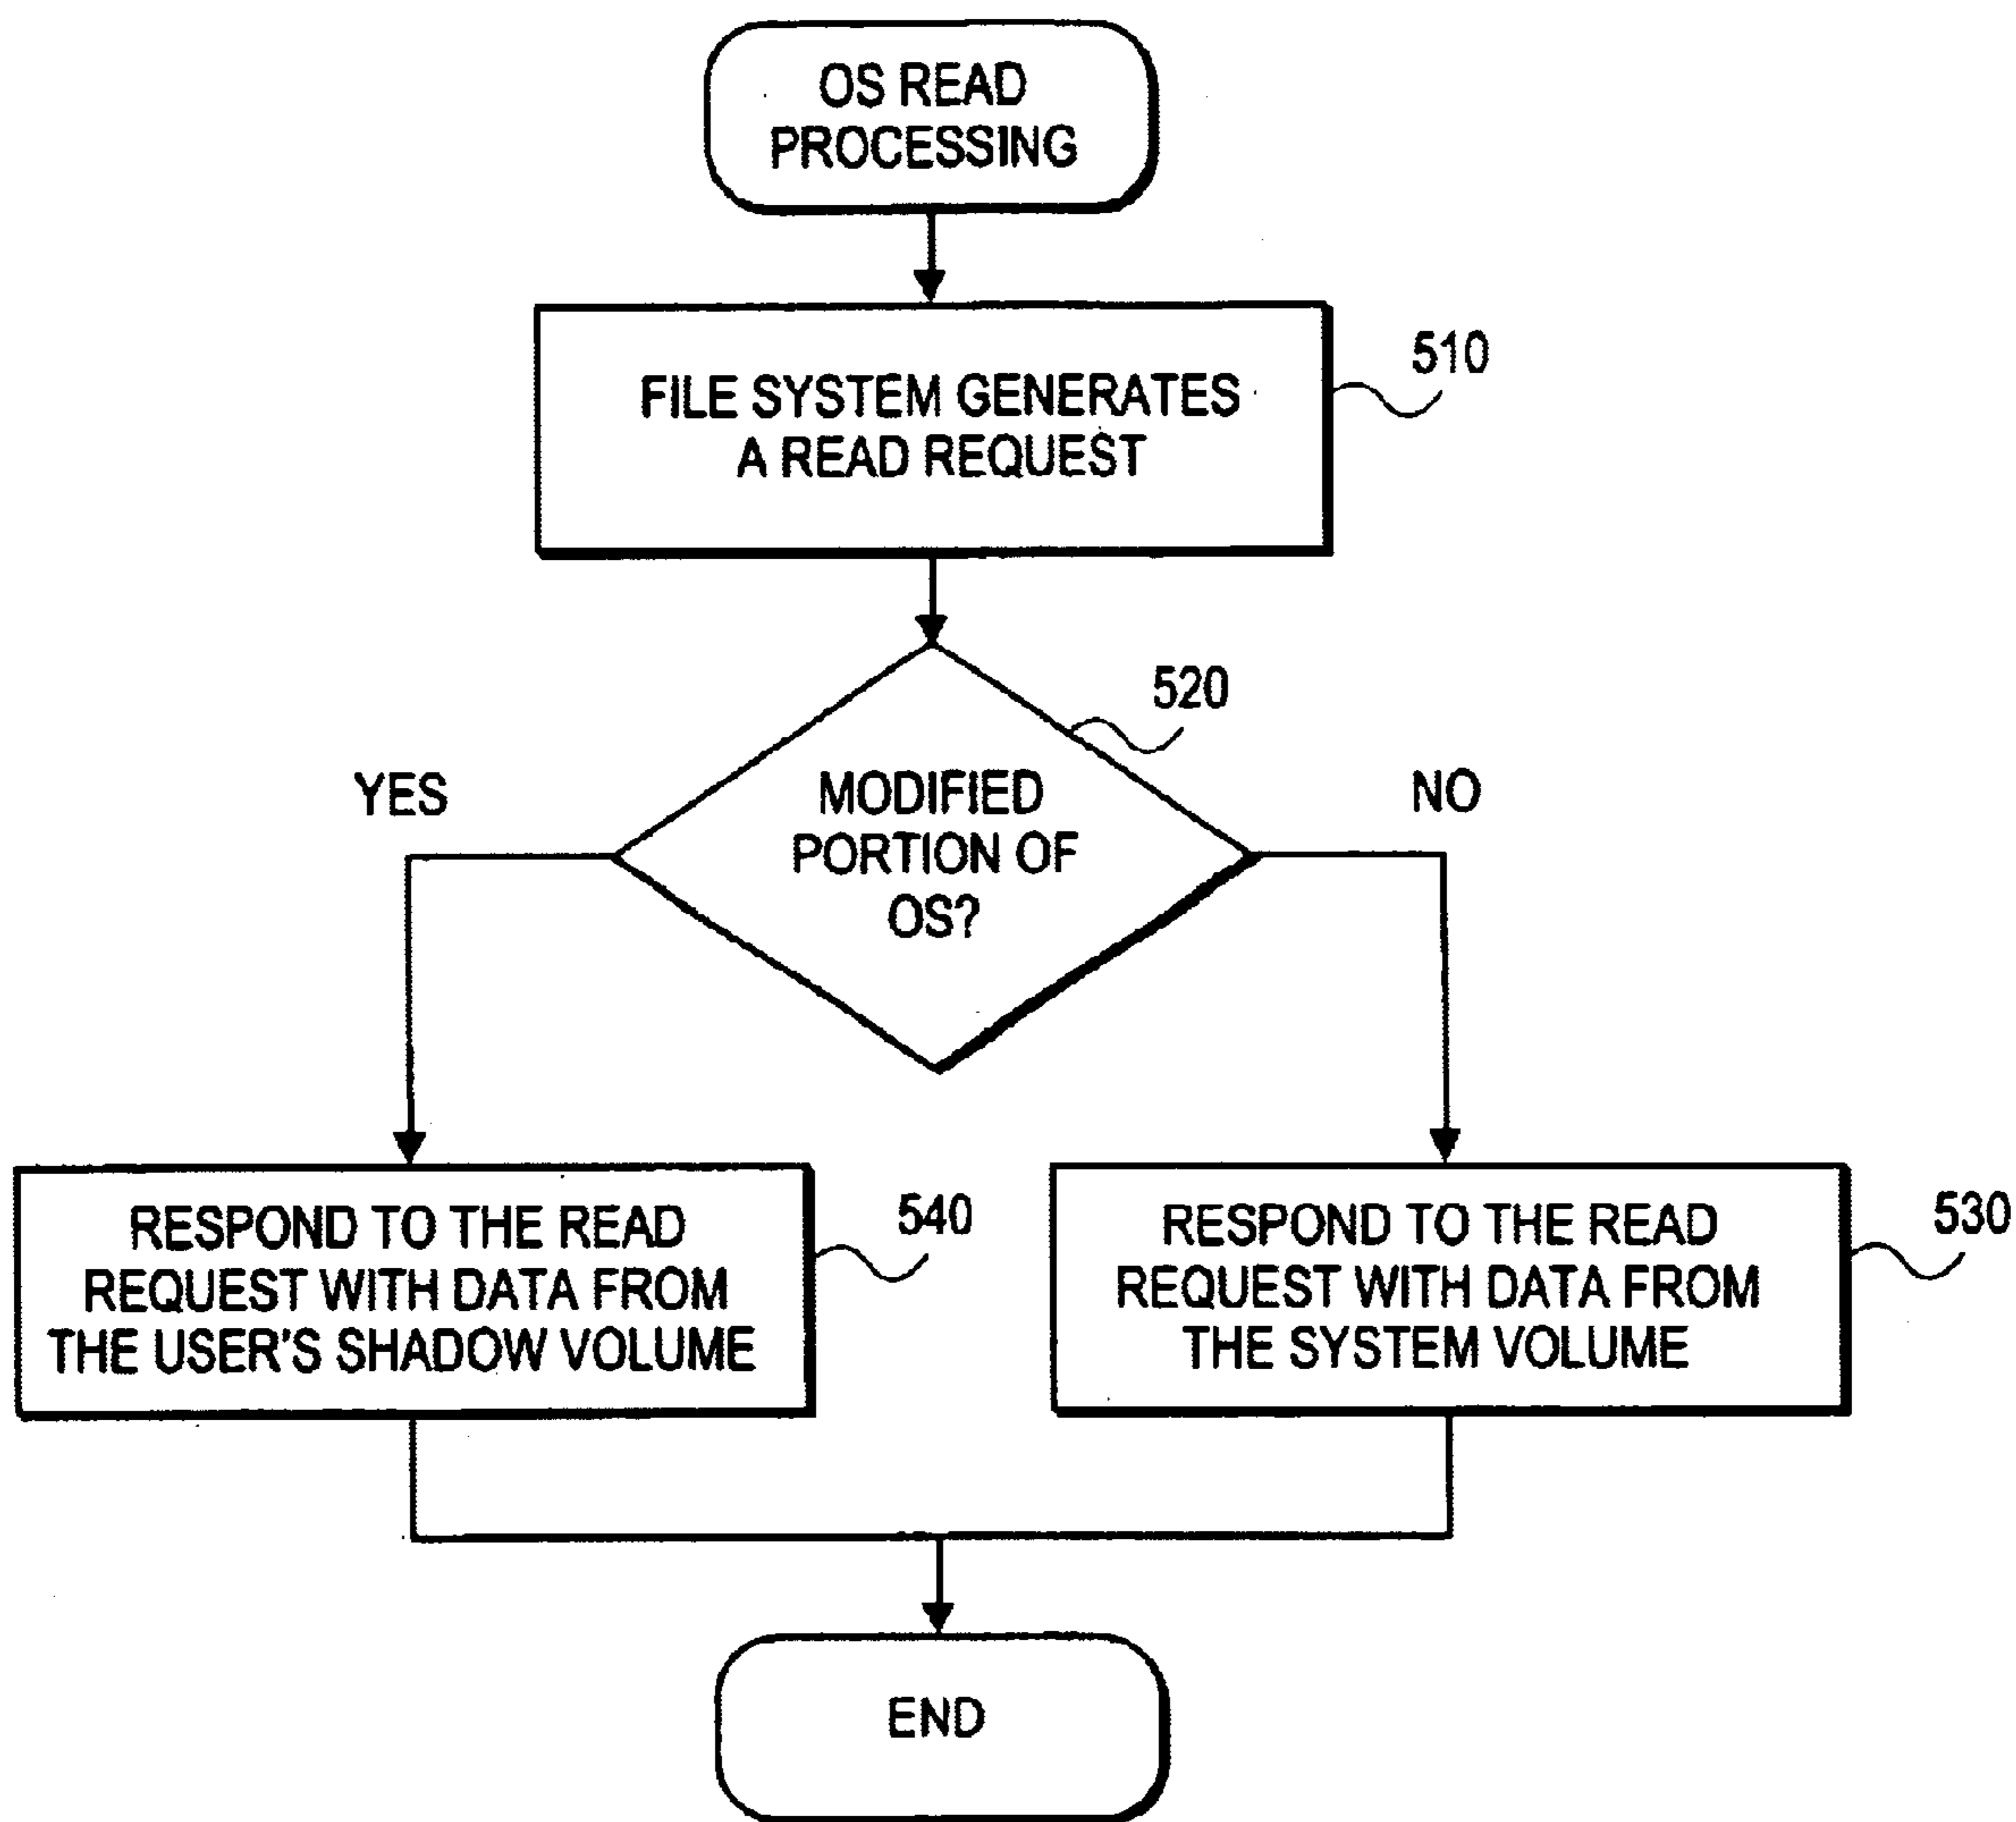 OS READ
PROCESSING
FILE SYSTEM GENERATES
A READ REQUEST
510
520
YES
MODIFIED
PORTION OF
OS?
NO
RESPOND TO THE READ
REQUEST WITH DATA FROM
THE USER'S SHADOW VOLUME
540
RESPOND TO THE READ
REQUEST WITH DATA FROM
THE SYSTEM VOLUME
530
END